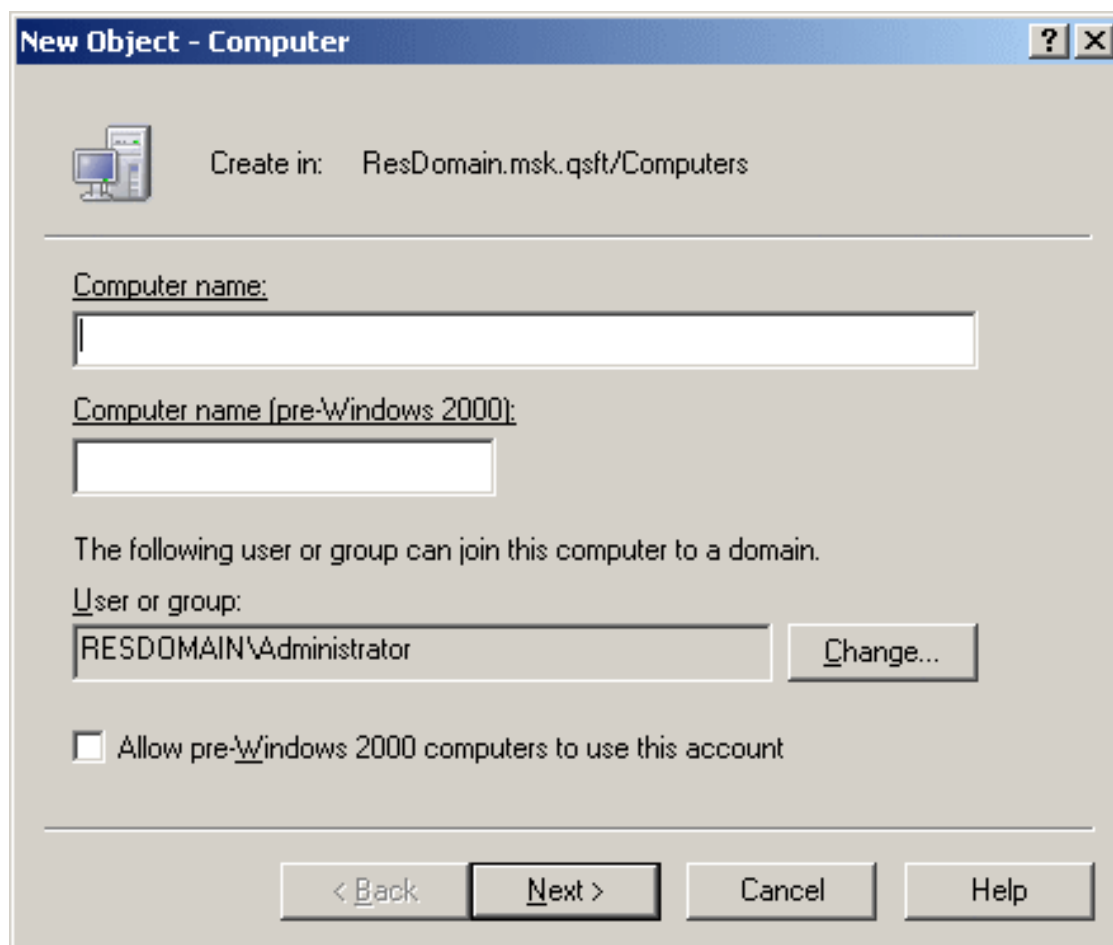 New Object - Computer
Create in: ResDomain.msk.qsft/Computers
Computer name:
Computer name (pre-Windows 2000):
The following user or group can join this computer to a domain.
User or group:
RESDOMAIN\Administrator
Change...
Allow pre-Windows 2000 computers to use this account
< Back Next > Cancel Help